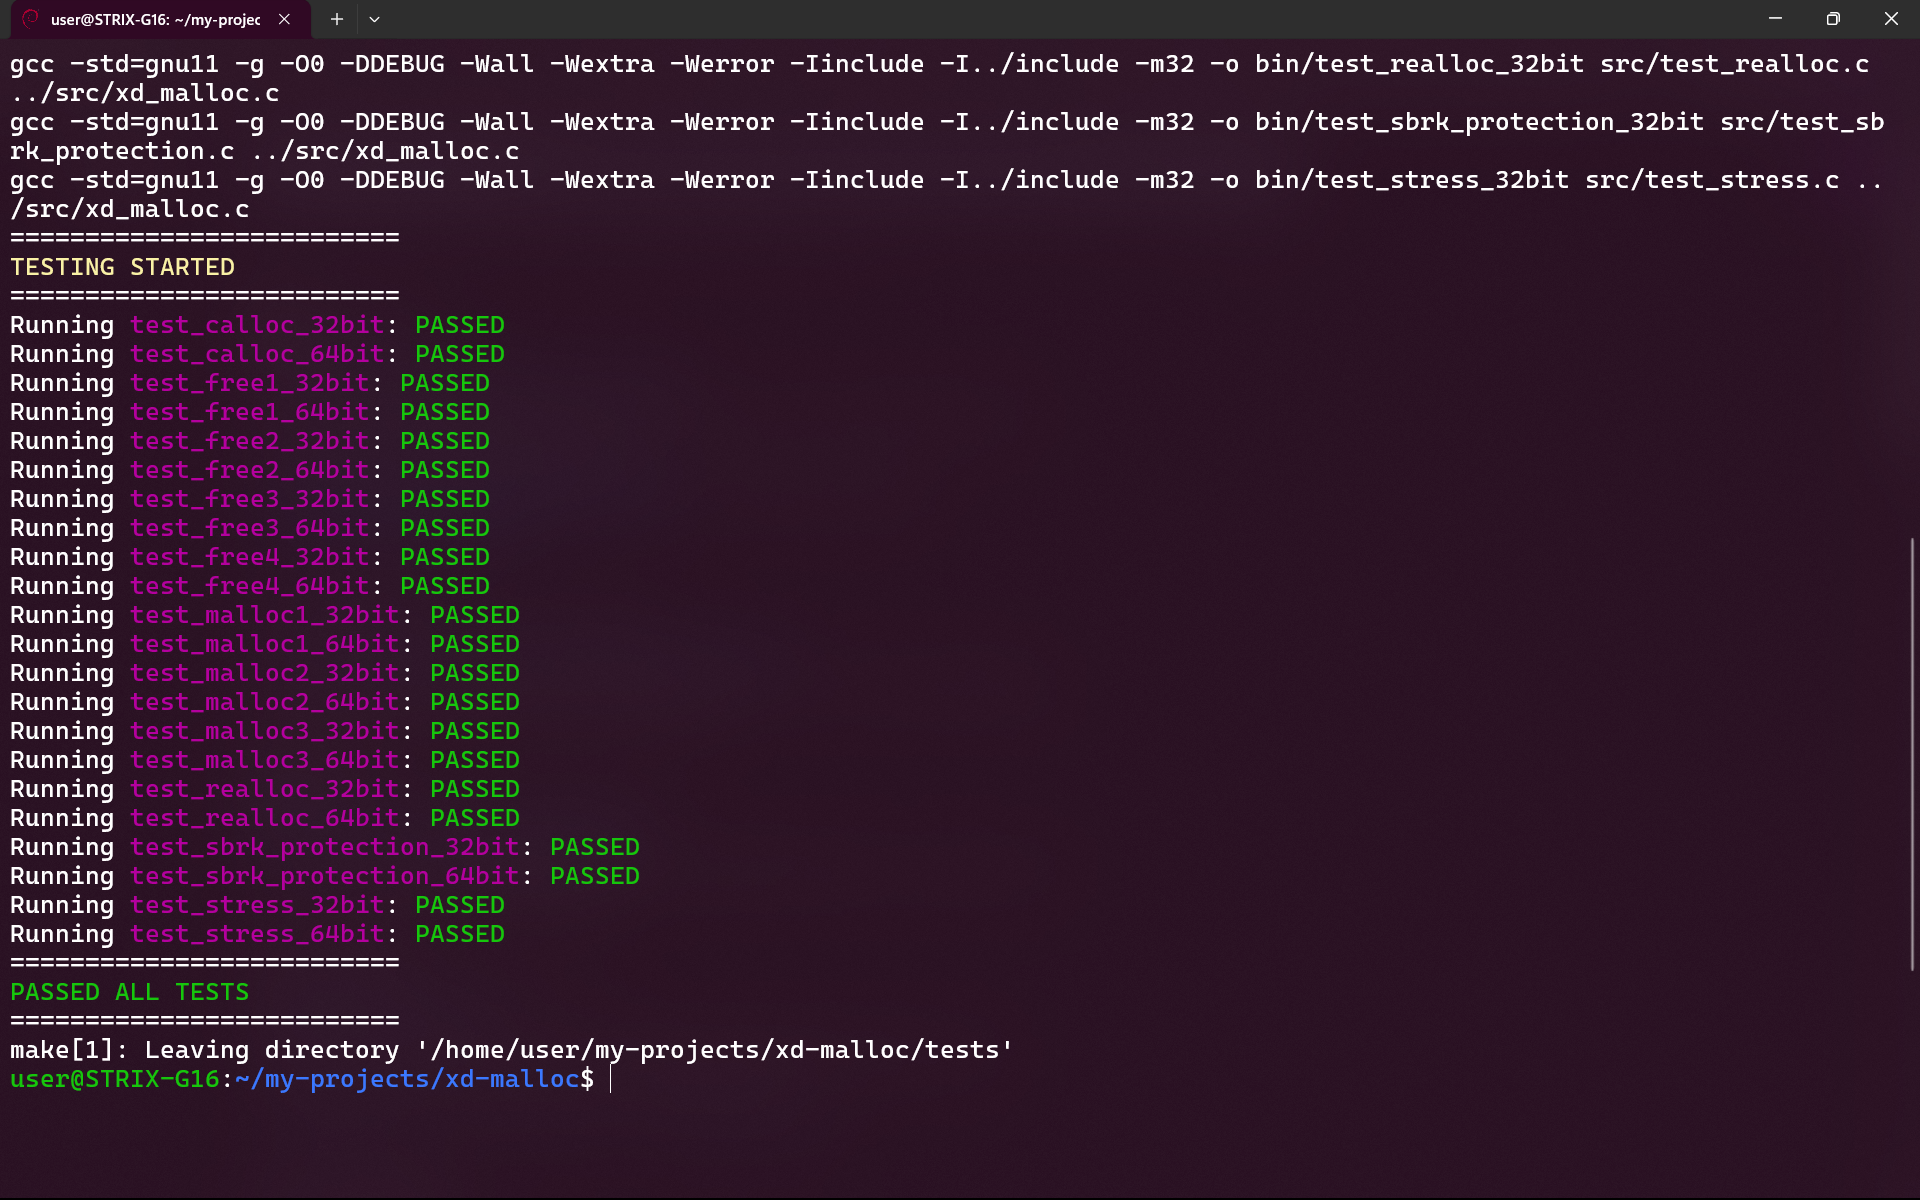 user@STRIX-G16: ~/my-projec
gcc -std=gnu11 -g -O0 -DDEBUG -Wall -Wextra -Werror -Iinclude -I../include -m32 -o bin/test_realloc_32bit src/test_realloc.c
../src/xd_malloc.c
gcc -std=gnu11 -g -O0 -DDEBUG -Wall -Wextra -Werror -Iinclude -I../include -m32 -o bin/test_sbrk_protection_32bit src/test_sb
rk_protection.c ../src/xd_malloc.c
gcc -std=gnu11 -g -O0 -DDEBUG -Wall -Wextra -Werror -Iinclude -I../include -m32 -o bin/test_stress_32bit src/test_stress.c ..
/src/xd_malloc.c
==========================
TESTING STARTED
==========================
Running test_calloc_32bit: PASSED
Running test_calloc_64bit: PASSED
Running test_free1_32bit: PASSED
Running test_free1_64bit: PASSED
Running test_free2_32bit: PASSED
Running test_free2_64bit: PASSED
Running test_free3_32bit: PASSED
Running test_free3_64bit: PASSED
Running test_free4_32bit: PASSED
Running test_free4_64bit: PASSED
Running test_malloc1_32bit: PASSED
Running test_malloc1_64bit: PASSED
Running test_malloc2_32bit: PASSED
Running test_malloc2_64bit: PASSED
Running test_malloc3_32bit: PASSED
Running test_malloc3_64bit: PASSED
Running test_realloc_32bit: PASSED
Running test_realloc_64bit: PASSED
Running test_sbrk_protection_32bit: PASSED
Running test_sbrk_protection_64bit: PASSED
Running test_stress_32bit: PASSED
Running test_stress_64bit: PASSED
==========================
PASSED ALL TESTS
==========================
make[1]: Leaving directory '/home/user/my-projects/xd-malloc/tests'
user@STRIX-G16:~/my-projects/xd-malloc$